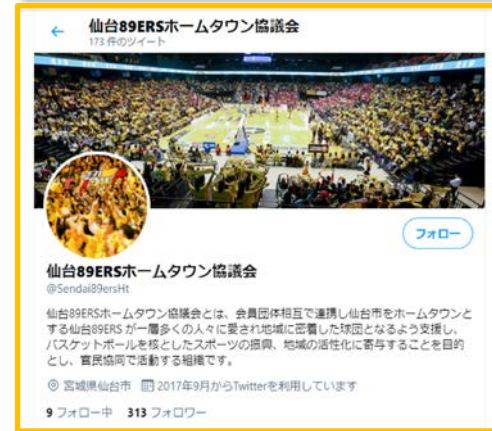 仙台89ERSホームタウン協議会
173 件のツイート
フォロー
仙台89ERSホームタウン協議会
@Sendai89ersHt
仙台89ERSホームタウン協議会とは、会員団体相互で連携し仙台市をホームタウンと
する仙台89ERS が一層多くの人々に愛され地域に密着した球団となるよう支援し、
バスケットボールを核としたスポーツの振興、地域の活性化に寄与することを目的
とし、官民協同で活動する組織です。
宮城県仙台市 2017年9月からTwitterを利用しています
9 フォロー中 313 フォロワー